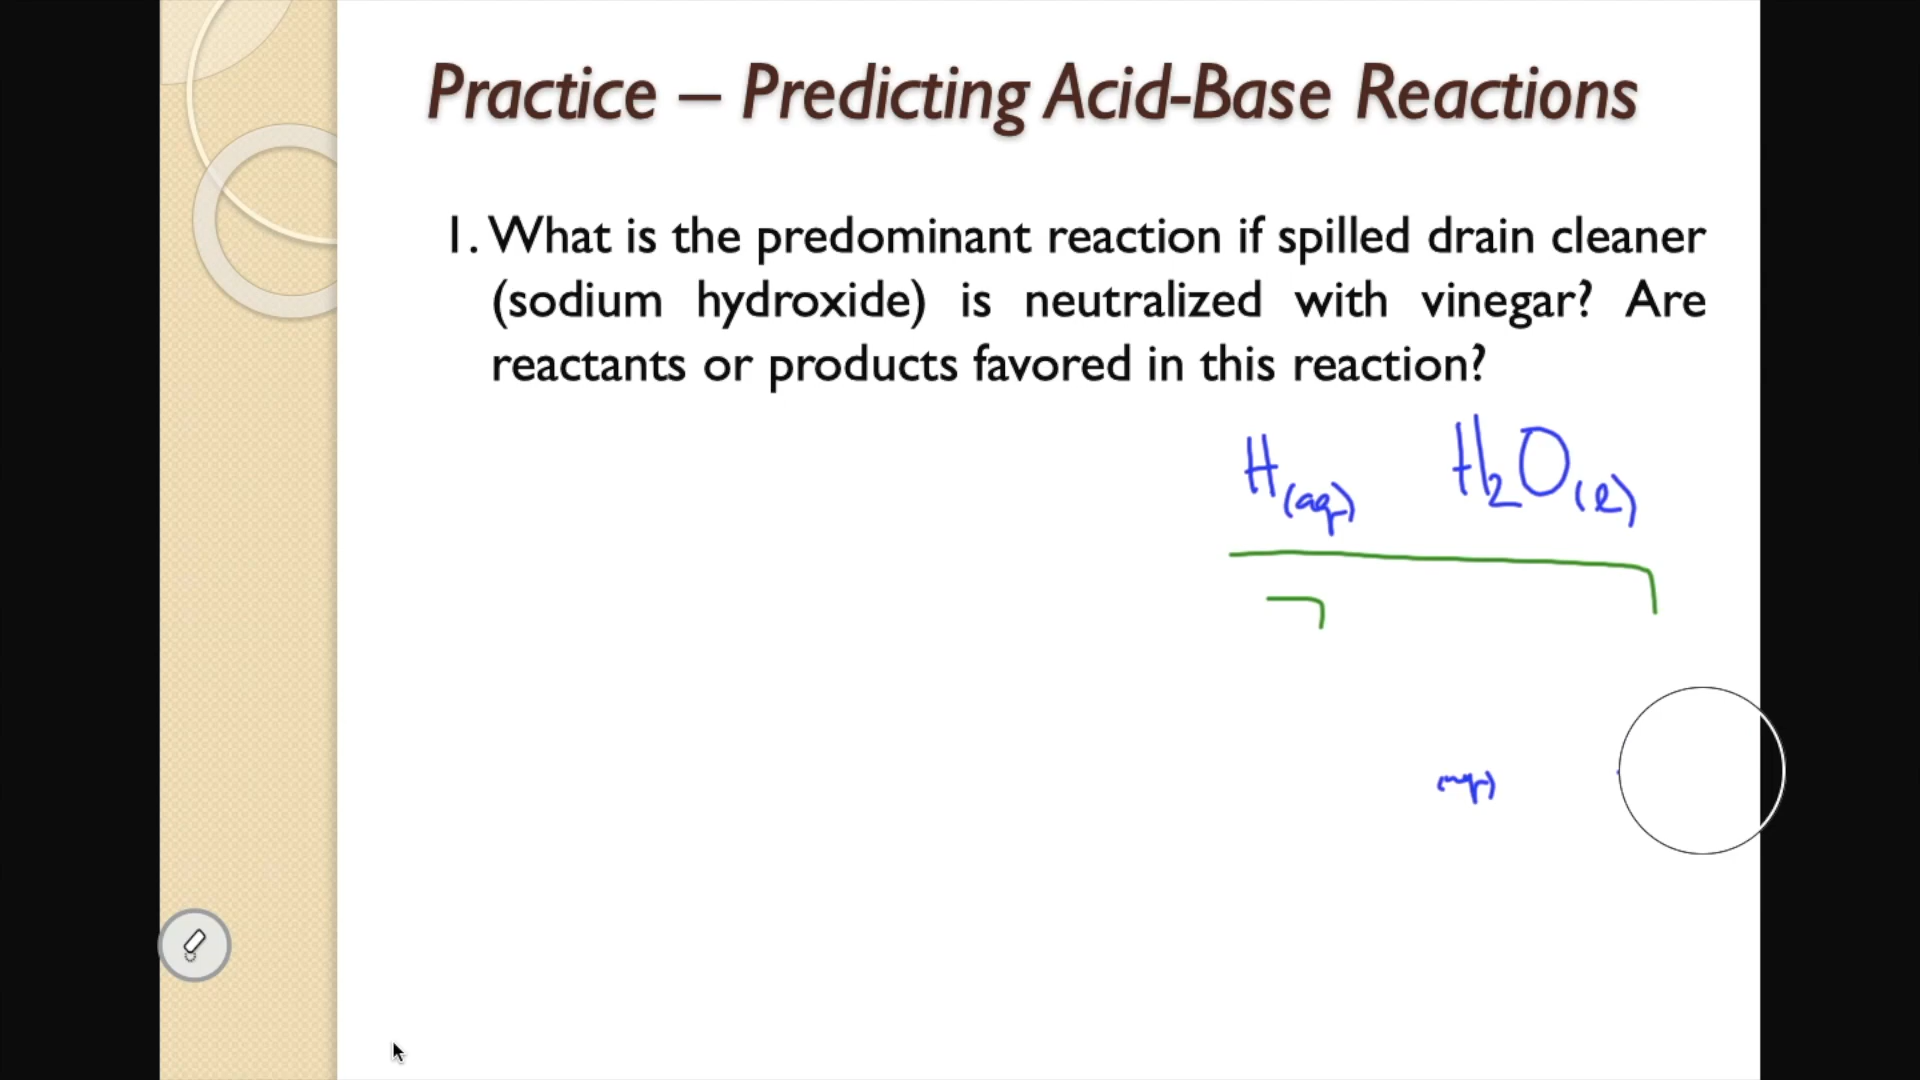 Practice – Predicting Acid-Base Reactions
1. What is the predominant reaction if spilled drain cleaner
(sodium hydroxide) is neutralized with vinegar? Are
reactants or products favored in this reaction?
H(aq) H₂O(l)